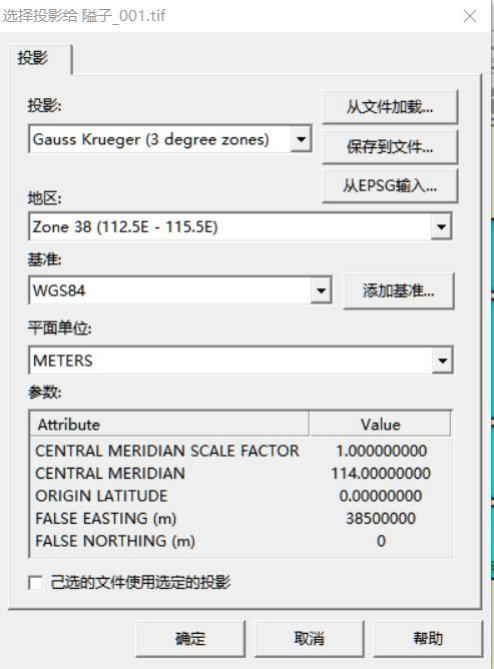 选择投影给 隘子_001.tif
投影
投影:
从文件加载...
Gauss Krueger (3 degree zones)
保存到文件...
从EPSG输入...
地区:
Zone 38 (112.5E - 115.5E)
基准:
WGS84
添加基准...
平面单位:
METERS
参数:
Attribute Value
CENTRAL MERIDIAN SCALE FACTOR 1.000000000
CENTRAL MERIDIAN 114.00000000
ORIGIN LATITUDE 0.00000000
FALSE EASTING (m) 38500000
FALSE NORTHING (m) 0
己选的文件使用选定的投影
确定 取消 帮助